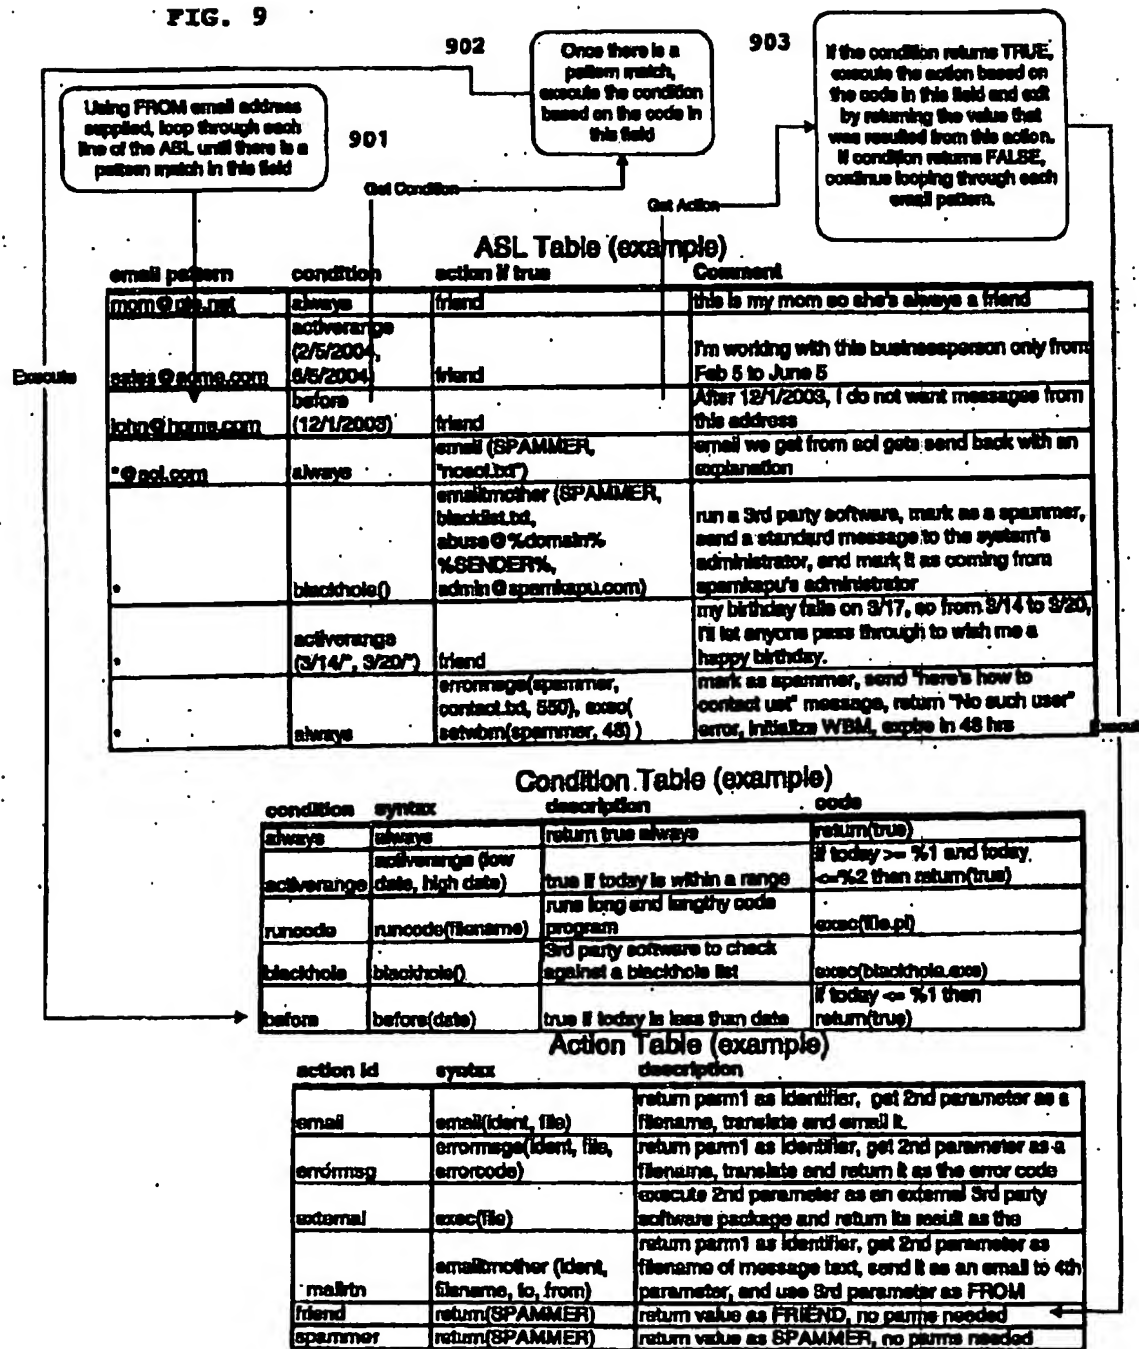 FIG. 9
902
903
Once there is a
pattern match,
execute the condition
based on the code in
this field
If the condition returns TRUE,
execute the action based on
the code in this field and exit
by returning the value that
was resulted from this action.
If condition returns FALSE,
continue looping through each
email pattern.
Using FROM email address
supplied, loop through each
line of the ASL until there is a
pattern match in this field
901
Get Condition
Get Action
ASL Table (example)
email pattern condition action if true Comment
always friend this is my mom so she's always a friend
Execute
sales@acme.com activerange (2/5/2004, 6/5/2004) friend I'm working with this businessperson only from Feb 5 to June 5
john@home.com before (12/1/2003) friend After 12/1/2003, I do not want messages from this address
*@aol.com always email (SPAMMER, "noaol.txt") email we get from aol gets send back with an explanation
* blackhole() emailtmother (SPAMMER, blacklist.txt, abuse@%domain% %SENDER%, admin@spamkapu.com) run a 3rd party software, mark as a spammer, send a standard message to the system's administrator, and mark it as coming from spamkapu's administrator
* activerange (3/14/*, 3/20/*) friend my birthday falls on 3/17, so from 3/14 to 3/20, I'll let anyone pass through to wish me a happy birthday.
* always errormsgs(spammer, contact.txt, 550), exec( setwbm(spammer, 48) ) mark as spammer, send "here's how to contact us!" message, return "No such user" error, initialize WBM, expire in 48 hrs
Condition Table (example)
condition syntax description code
always always return true always return(true)
activerange activerange (low date, high date) true if today is within a range if today >= %1 and today <=%2 then return(true)
runcode runcode(filename) runs long and lengthy code program exec(file.pl)
blackhole blackhole() 3rd party software to check against a blackhole list exec(blackhole.exe)
before before(date) true if today is less than date if today <= %1 then return(true)
Action Table (example)
action id syntax description
email email(ident, file) return parm1 as identifier, get 2nd parameter as a filename, translate and email it.
errormsg errormsgs(ident, file, errorcode) return parm1 as identifier, get 2nd parameter as a filename, translate and return it as the error code
external exec(file) execute 2nd parameter as an external 3rd party software package and return its result as the
mailrtn emailtmother (ident, filename, to, from) return parm1 as identifier, get 2nd parameter as filename of message text, send it as an email to 4th parameter, and use 3rd parameter as FROM
friend return(SPAMMER) return value as FRIEND, no parms needed
spammer return(SPAMMER) return value as SPAMMER, no parms needed